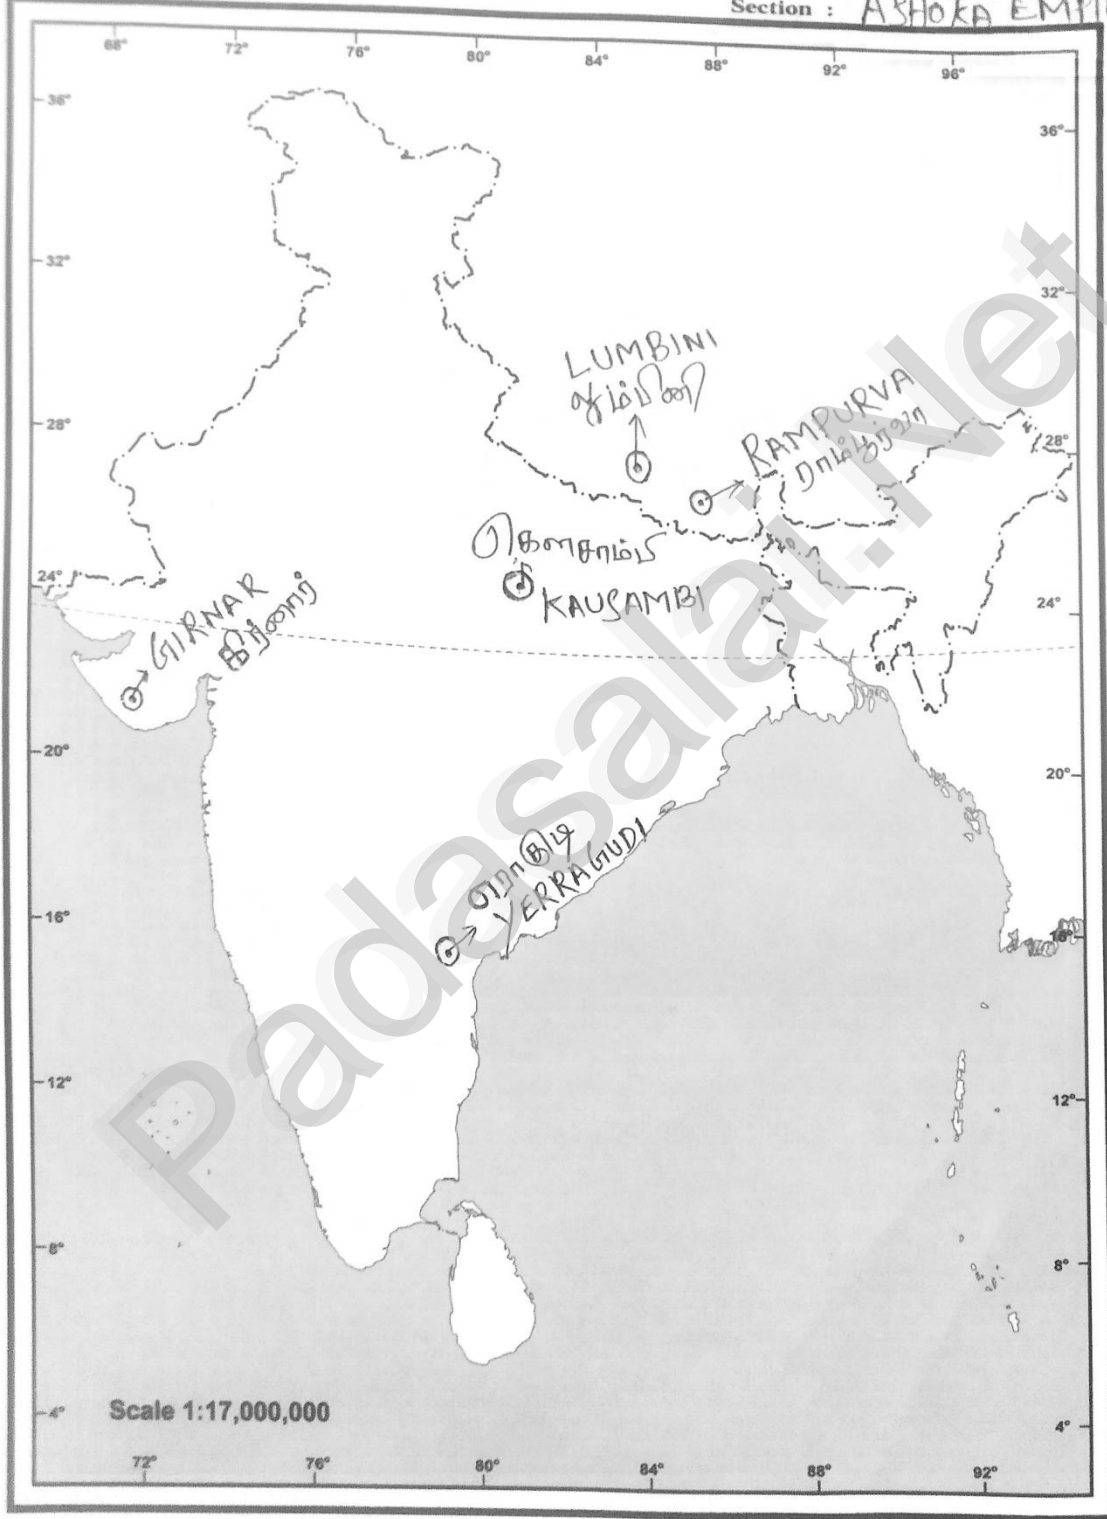 Section : ASHOKA EMPI
68° 72° 76° 80° 84° 88° 92° 96°
36° 36°
32° 32°
LUMBINI
லும்பினி
RAMPURVA
ராம்பூர்வா
28° 28°
கௌசாம்பி
KAUSAMBI
24° 24°
GIRNAR
கிர்னார்
20° 20°
எராகுடி
YERRAGUDI
16° 16°
12° 12°
8° 8°
Scale 1:17,000,000
4° 4°
72° 76° 80° 84° 88° 92°
Padasalai.Net